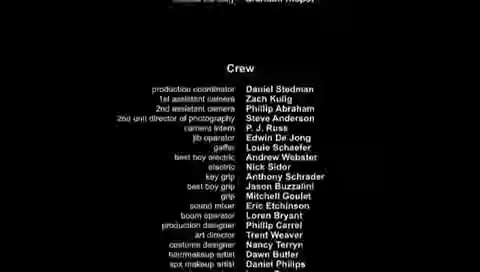 Crew
production coordinator Daniel Stedman
1st assistant camera Zach Kulig
2nd assistant camera Phillip Abraham
2nd unit director of photography Steve Anderson
camera intern P. J. Russ
jib operator Edwin De Jong
gaffer Louie Schaefer
best boy electric Andrew Webster
electric Nick Sidor
key grip Anthony Schrader
best boy grip Jason Buzzalini
grip Mitchell Goulet
sound mixer Eric Etchinson
boom operator Loren Bryant
production designer Phillip Carrel
art director Trent Weaver
costume designer Nancy Terryn
hair/makeup artist Dawn Butler
spx makeup artist Daniel Philips